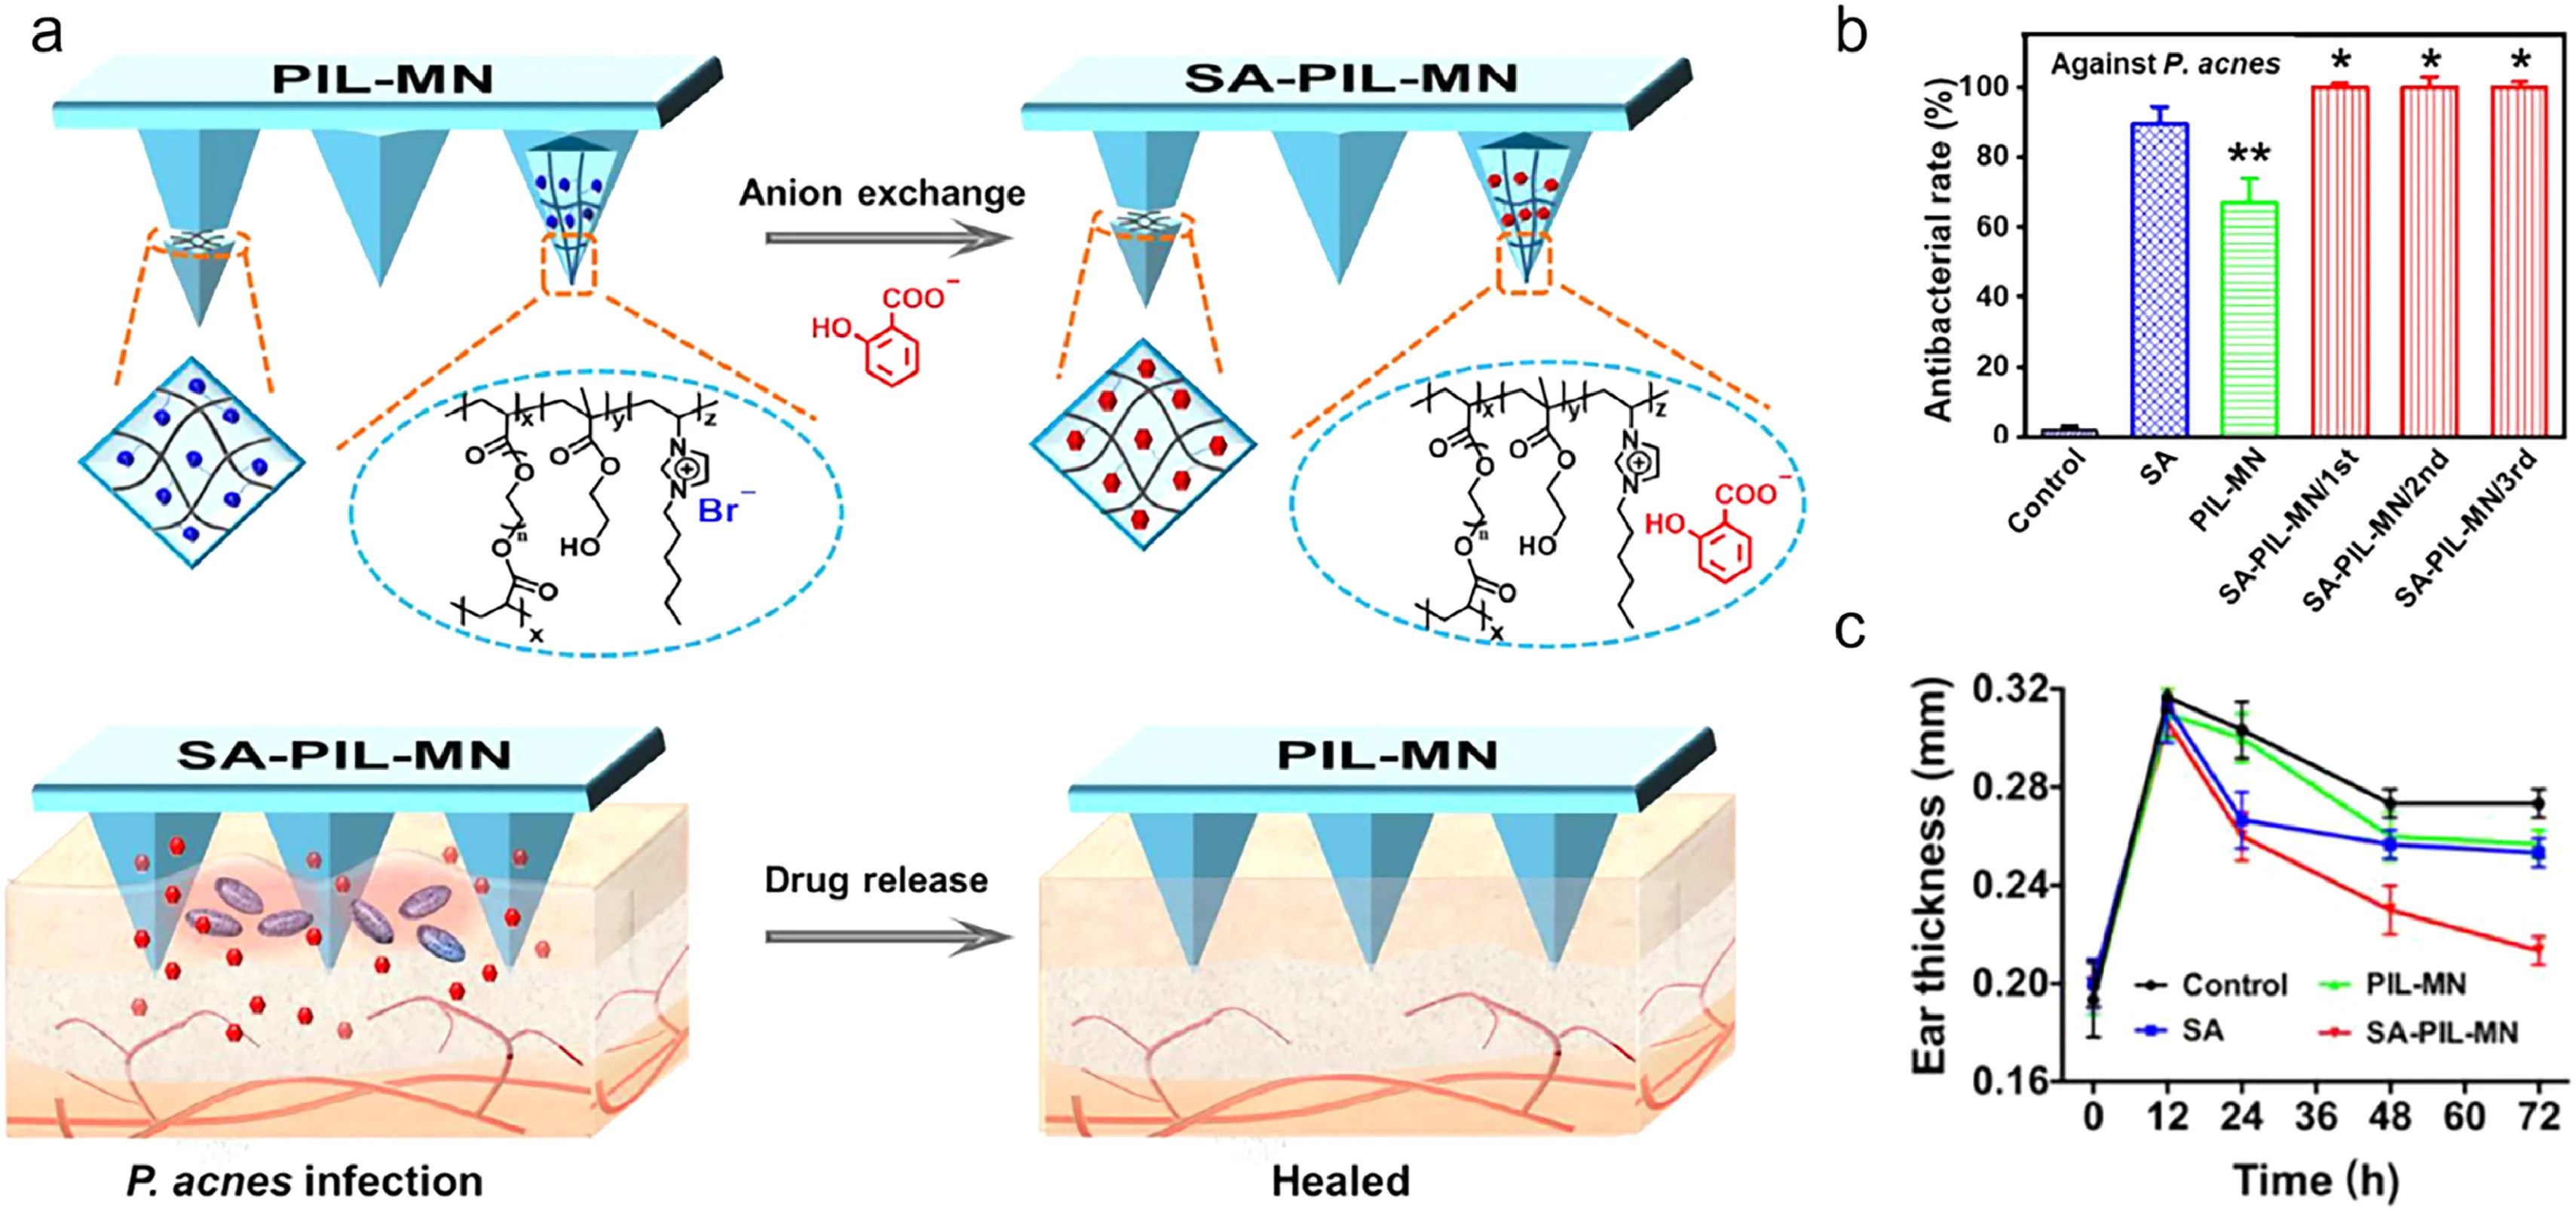 a
PIL-MN
Anion exchange
COO⁻
HO
SA-PIL-MN
x
y
z
O
O
O
O
N
N
Br⁻
n
O
HO
O
x
x
y
z
O
O
O
O
N
N
COO⁻
HO
n
O
HO
O
x
SA-PIL-MN
Drug release
PIL-MN
P. acnes infection
Healed
b
Against P. acnes
* * *
**
Antibacterial rate (%)
100
80
60
40
20
0
Control
SA
PIL-MN
SA-PIL-MN/1st
SA-PIL-MN/2nd
SA-PIL-MN/3rd
c
Ear thickness (mm)
0.32
0.28
0.24
0.20
0.16
Control
PIL-MN
SA
SA-PIL-MN
0 12 24 36 48 60 72
Time (h)